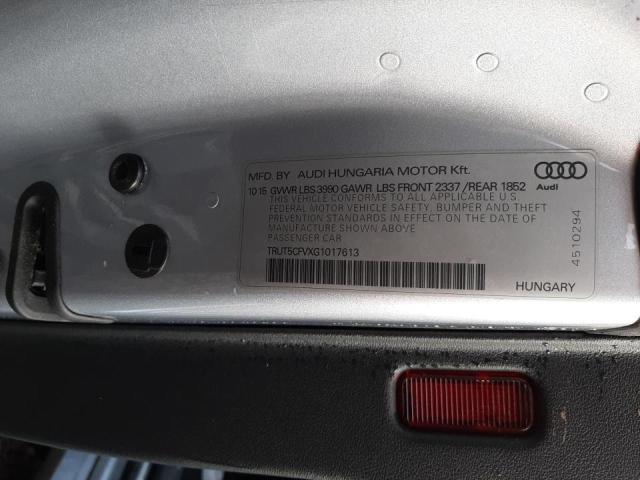 MFD. BY AUDI HUNGARIA MOTOR Kft.
10 15 GVWR LBS 3990 GAWR LBS FRONT 2337 /REAR 1852
THIS VEHICLE CONFORMS TO ALL APPLICABLE U.S
FEDERAL MOTOR VEHICLE SAFETY, BUMPER AND THEFT
PREVENTION STANDARDS IN EFFECT ON THE DATE OF
MANUFACTURE SHOWN ABOVE
PASSENGER CAR
TRUT5CFVXG1017613
Audi
4510294
HUNGARY